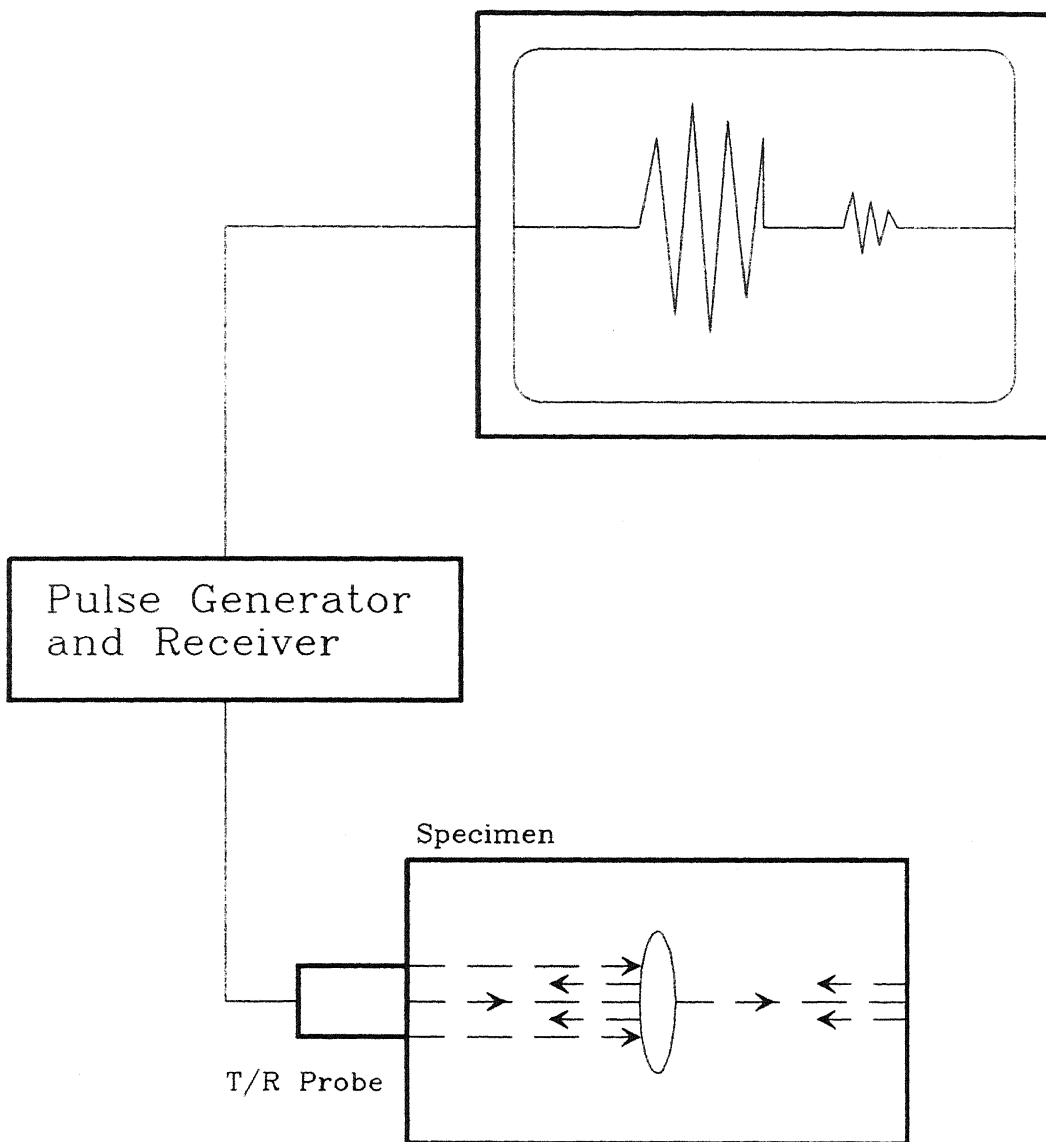 Pulse Generator
and Receiver
Specimen
T/R Probe